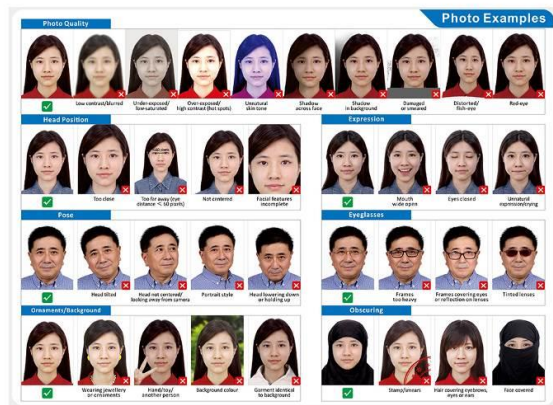 Photo Examples
Photo Quality
Low contrast/blurred
Under-exposed/
low-saturated
Over-exposed/
high contrast (hot spots)
Unnatural
skin tone
Shadow
across face
Shadow
in background
Damaged
or smeared
Distorted/
fish-eye
Red-eye
Head Position
Too close
Too far away (eye
distance < 60 pixels)
Not centered
Facial features
incomplete
Expression
Mouth
wide open
Eyes closed
Unnatural
expression/crying
Pose
Head tilted
Head not centered/
looking away from camera
Portrait style
Head lowering down
or holding up
Eyeglasses
Frames
too heavy
Frames covering eyes
or reflection on lenses
Tinted lenses
Ornaments/Background
Wearing jewellery
or ornaments
Hand/toy/
another person
Background colour
Garment identical
to background
Obscuring
Stamp/smears
Hair covering eyebrows,
eyes or ears
Face covered